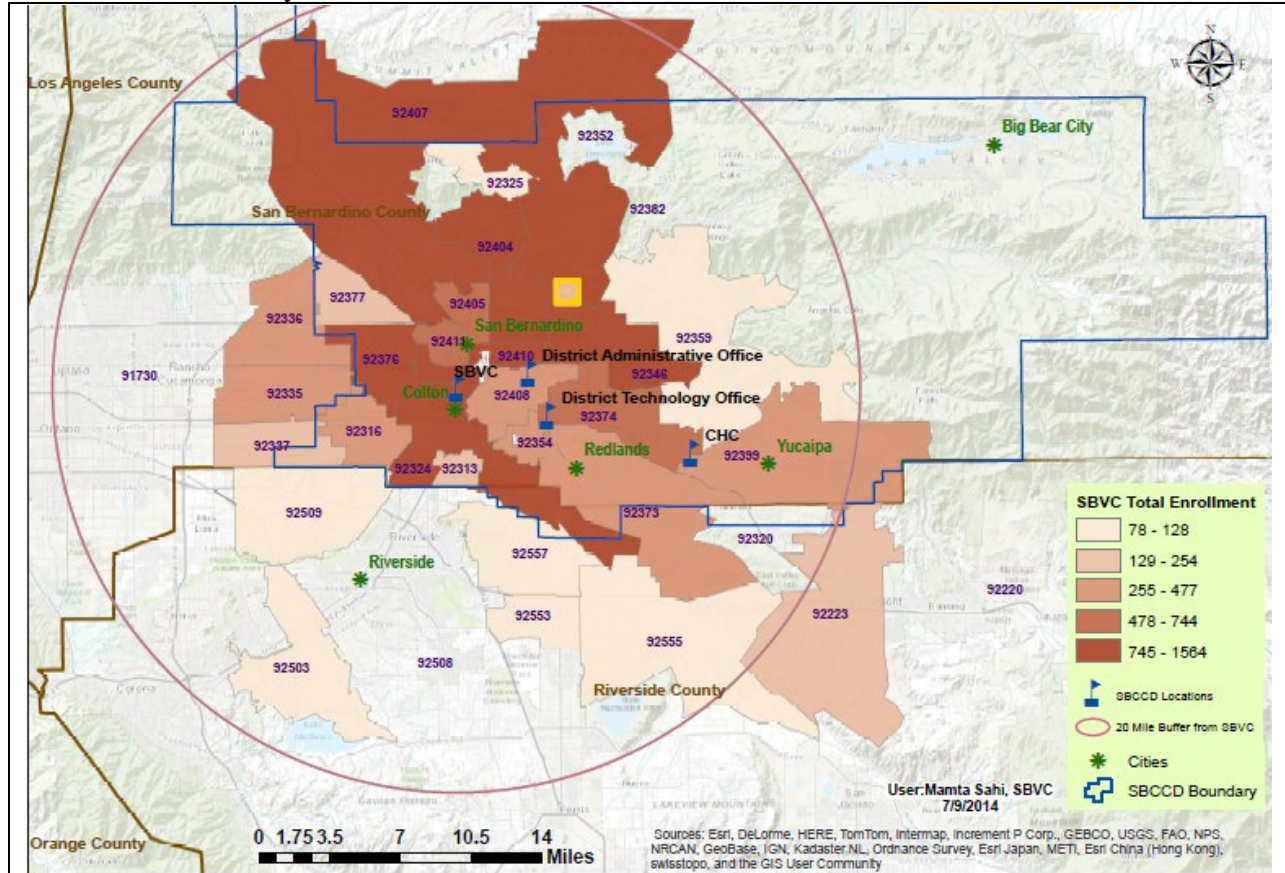 N
W E
S
Los Angeles County
92407
92352
Big Bear City
92325
San Bernardino County
92382
92404
92377
92405
92336
San Bernardino
92359
92411
92376
92410
District Administrative Office
91730
SBVC
92346
92335
Colton
92408
District Technology Office
92374
92316
CHC
92354
92337
Redlands
92399
Yucaipa
92324
92313
92509
92373
92320
92557
Riverside
92220
92553
92223
92555
92503
92508
Riverside County
Orange County
SBVC Total Enrollment
78 - 128
129 - 254
255 - 477
478 - 744
745 - 1564
SBCCD Locations
20 Mile Buffer from SBVC
Cities
SBCCD Boundary
User:Mamta Sahi, SBVC
7/9/2014
0 1.75 3.5 7 10.5 14
Miles
Sources: Esri, DeLorme, HERE, TomTom, Intermap, Increment P Corp., GEBCO, USGS, FAO, NPS,
NRCAN, GeoBase, IGN, Kadaster NL, Ordnance Survey, Esri Japan, METI, Esri China (Hong Kong),
swisstopo, and the GIS User Community